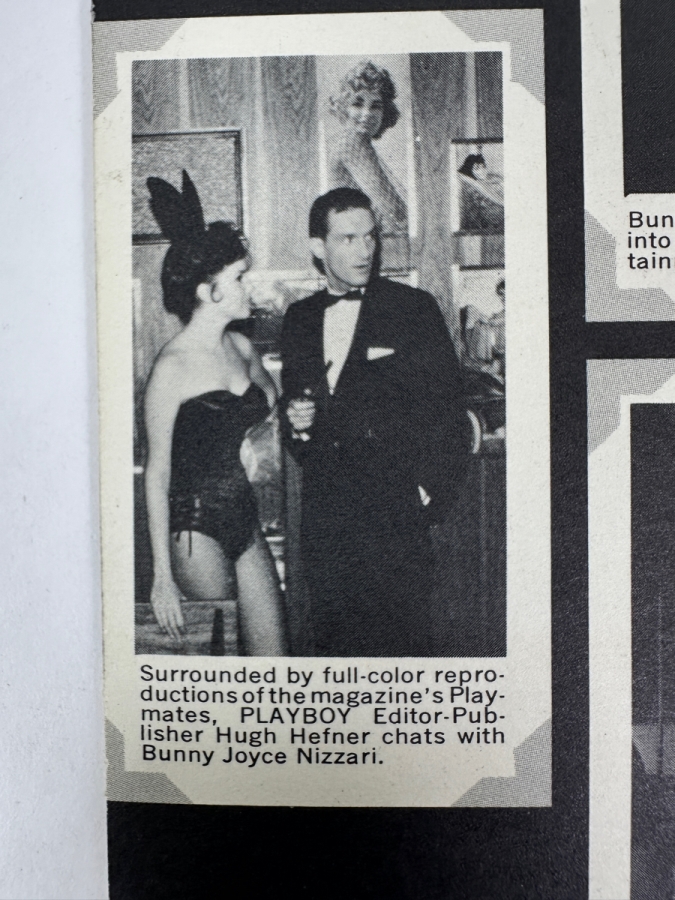 Surrounded by full-color repro-
ductions of the magazine's Play-
mates, PLAYBOY Editor-Pub-
lisher Hugh Hefner chats with
Bunny Joyce Nizzari.
Bun
into
tain